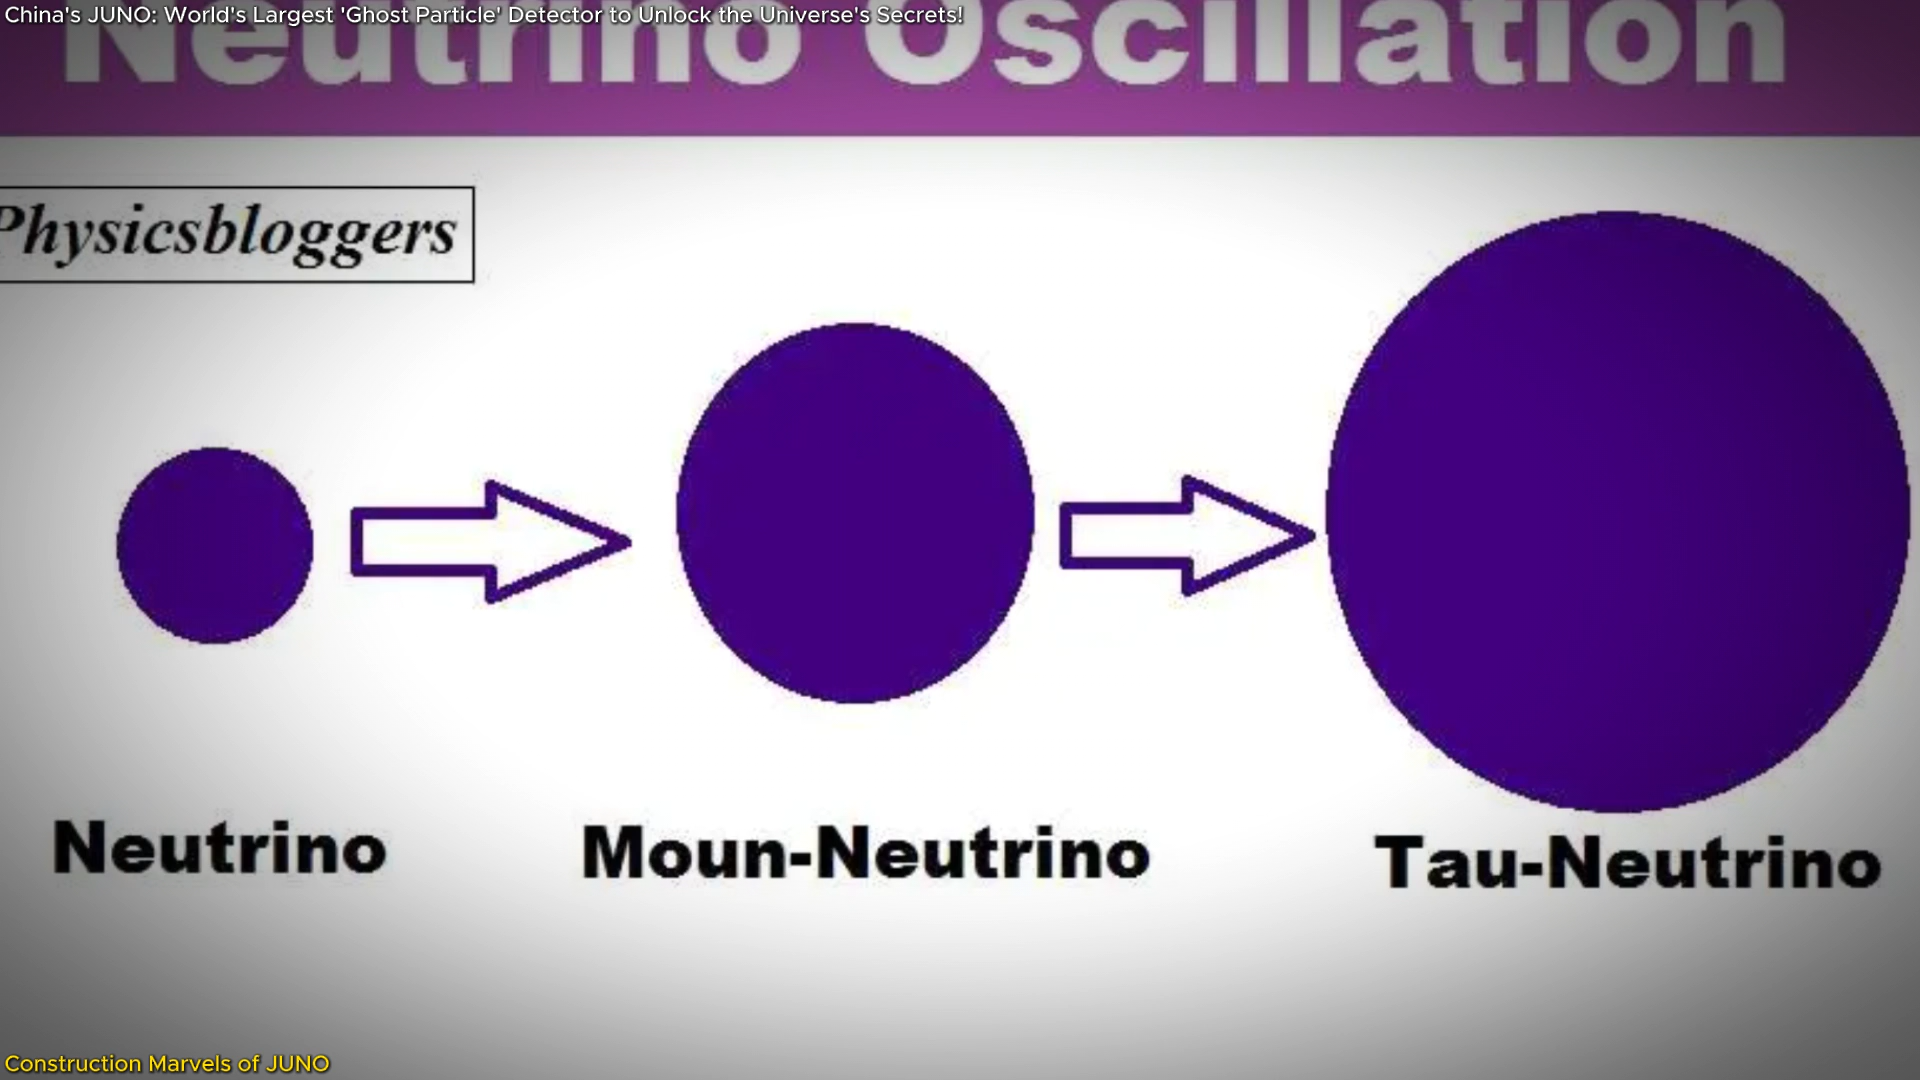 China's JUNO: World's Largest 'Ghost Particle' Detector to Unlock the Universe's Secrets!
Neutrino Oscillation
Physicsbloggers
Neutrino
Moun-Neutrino
Tau-Neutrino
Construction Marvels of JUNO